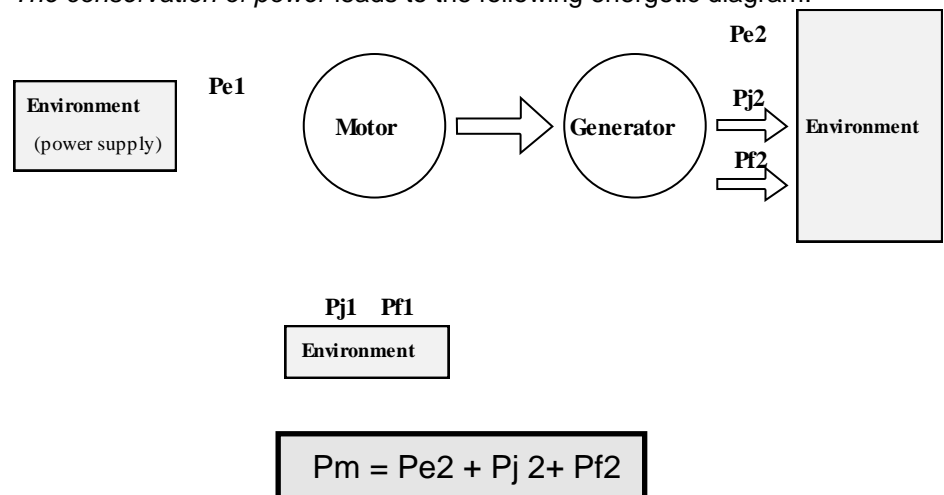 The conservation of power leads to the following energetic diagram:
Pe2
Pe1
Environment
(power supply)
Motor
Generator
Pj2
Pf2
Environment
Pj1 Pf1
Environment
Pm = Pe2 + Pj 2+ Pf2